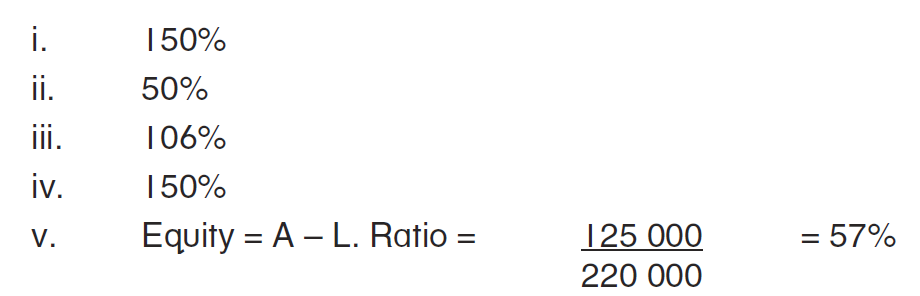 i. 150%
ii. 50%
iii. 106%
iv. 150%
v. Equity = A – L. Ratio = 125 000 = 57%
220 000